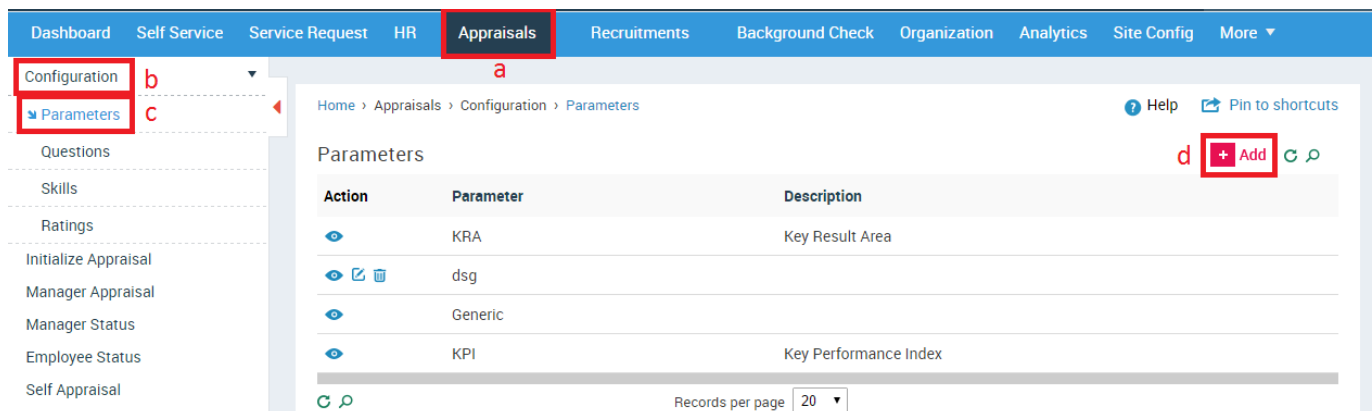 Dashboard Self Service Service Request HR Appraisals Recruitments Background Check Organization Analytics Site Config More ▼
a
Configuration ▼ b
Parameters c
Questions
Skills
Ratings
Initialize Appraisal
Manager Appraisal
Manager Status
Employee Status
Self Appraisal
Home › Appraisals › Configuration › Parameters ? Help Pin to shortcuts
Parameters d + Add
Action Parameter Description
KRA Key Result Area
dsg
Generic
KPI Key Performance Index
Records per page 20 ▼